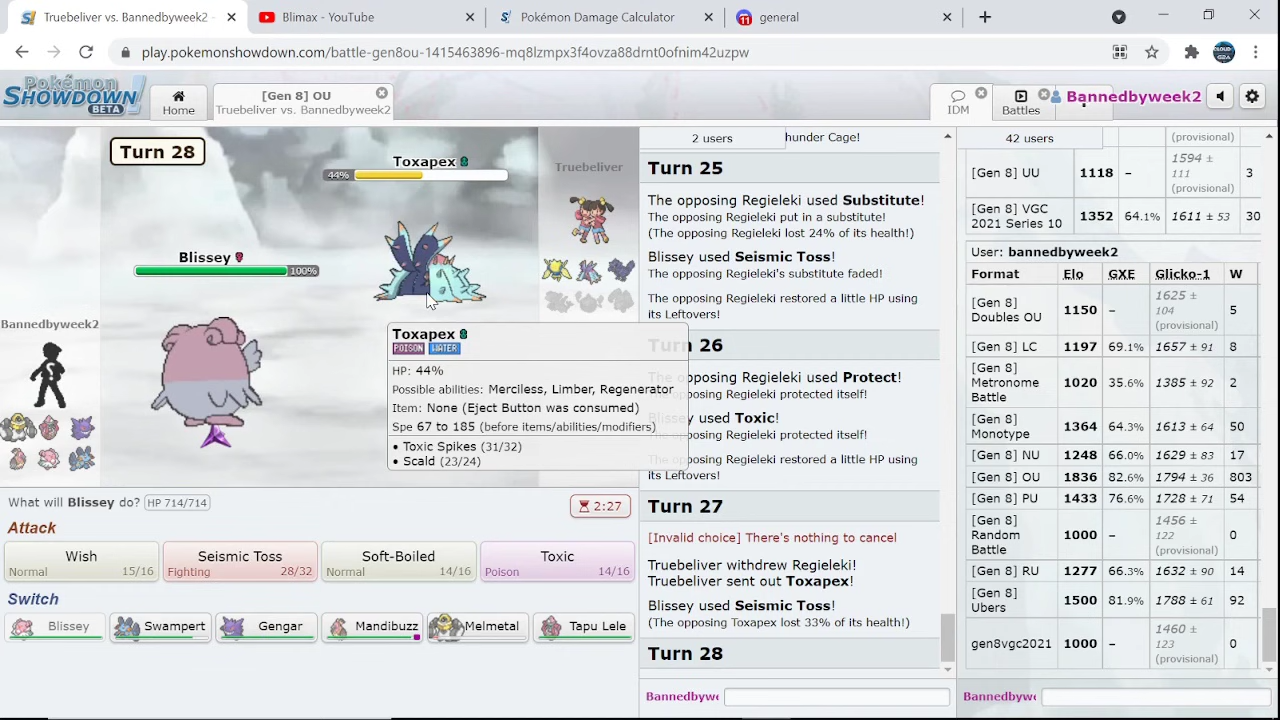 Truebeliver vs. Bannedbyweek2 -
Blimax - YouTube
Pokémon Damage Calculator
11 general
play.pokemonshowdown.com/battle-gen8ou-1415463896-mq8lzmpx3f4ovza88drnt0ofnim42uzpw
Pokémon
SHOWDOWN!
BETA
Home
[Gen 8] OU
Truebeliver vs. Bannedbyweek2
IDM
Battles
Bannedbyweek2
Turn 28
Toxapex
44%
Blissey
100%
Truebeliver
Bannedbyweek2
Toxapex
POISON WATER
HP: 44%
Possible abilities: Merciless, Limber, Regenerator
Item: None (Eject Button was consumed)
Spe 67 to 185 (before items/abilities/modifiers)
• Toxic Spikes (31/32)
• Scald (23/24)
What will Blissey do? HP 714/714
2:27
Attack
Wish
Normal 15/16
Seismic Toss
Fighting 28/32
Soft-Boiled
Normal 14/16
Toxic
Poison 14/16
Switch
Blissey
Swampert
Gengar
Mandibuzz
Melmetal
Tapu Lele
2 users
hunder Cage!
Turn 25
The opposing Regieleki used Substitute!
The opposing Regieleki put in a substitute!
(The opposing Regieleki lost 24% of its health!)
Blissey used Seismic Toss!
The opposing Regieleki's substitute faded!
The opposing Regieleki restored a little HP using
its Leftovers!
Turn 26
The opposing Regieleki used Protect!
The opposing Regieleki protected itself!
Blissey used Toxic!
The opposing Regieleki protected itself!
The opposing Regieleki restored a little HP using
its Leftovers!
Turn 27
[Invalid choice] There's nothing to cancel
Truebeliver withdrew Regieleki!
Truebeliver sent out Toxapex!
Blissey used Seismic Toss!
(The opposing Toxapex lost 33% of its health!)
Turn 28
Bannedbywe
42 users
(provisional)
[Gen 8] UU 1118 – 1594 ± 111 (provisional) 3
[Gen 8] VGC 2021 Series 10 1352 64.1% 1611 ± 53 30
User: bannedbyweek2
Format Elo GXE Glicko-1 W
[Gen 8] Doubles OU 1150 – 1625 ± 104 (provisional) 5
[Gen 8] LC 1197 69.1% 1657 ± 91 8
[Gen 8] Metronome Battle 1020 35.6% 1385 ± 92 2
[Gen 8] Monotype 1364 64.3% 1613 ± 64 50
[Gen 8] NU 1248 66.0% 1629 ± 83 17
[Gen 8] OU 1836 82.6% 1794 ± 36 803
[Gen 8] PU 1433 76.6% 1728 ± 71 54
[Gen 8] Random Battle 1000 – 1456 ± 122 (provisional) 0
[Gen 8] RU 1277 66.3% 1632 ± 90 14
[Gen 8] Ubers 1500 81.9% 1788 ± 61 92
gen8vgc2021 1000 – 1460 ± 123 (provisional) 0
Bannedbyw